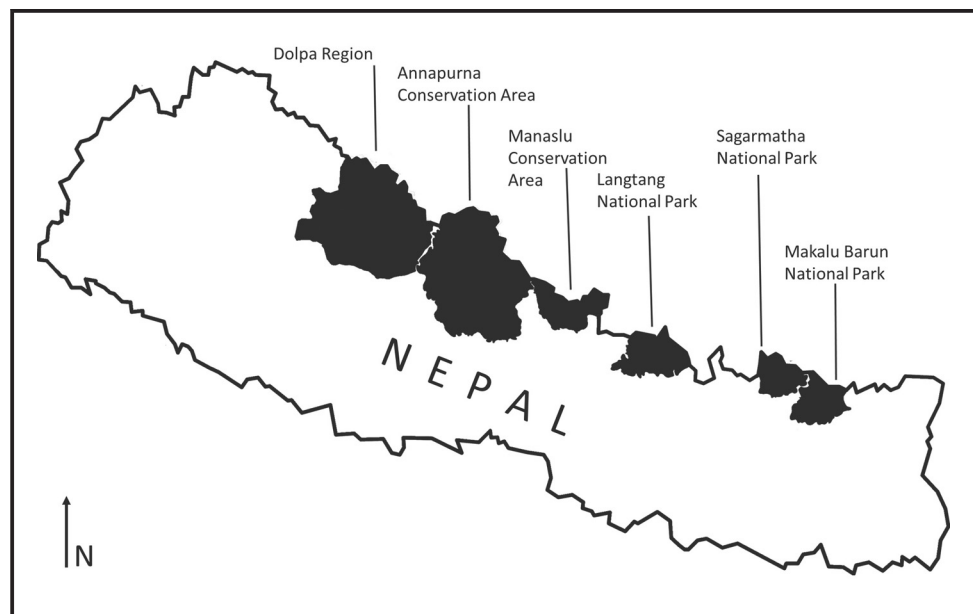 Dolpa Region
Annapurna
Conservation Area
Manaslu
Conservation
Area
Langtang
National Park
Sagarmatha
National Park
Makalu Barun
National Park
NEPAL
N